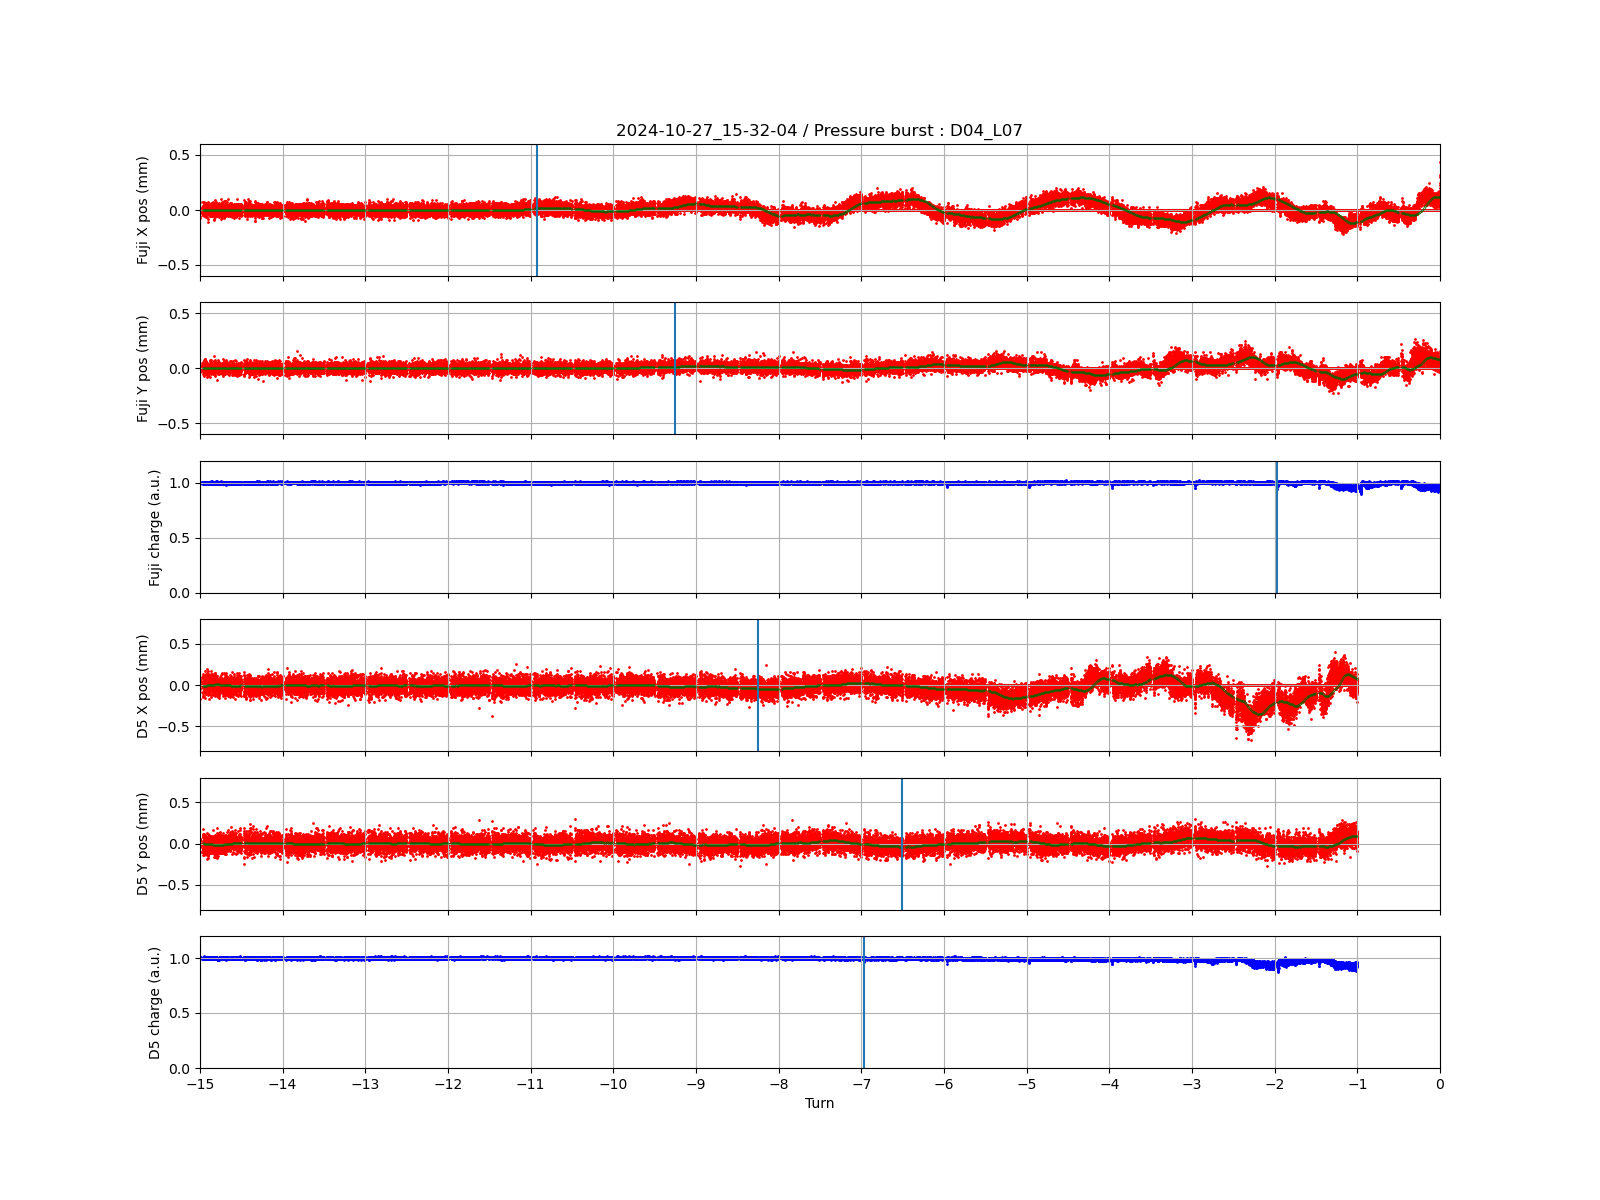 2024-10-27_15-32-04 / Pressure burst : D04_L07
Fuji X pos (mm)
0.5
0.0
−0.5
Fuji Y pos (mm)
0.5
0.0
−0.5
Fuji charge (a.u.)
1.0
0.5
0.0
D5 X pos (mm)
0.5
0.0
−0.5
D5 Y pos (mm)
0.5
0.0
−0.5
D5 charge (a.u.)
1.0
0.5
0.0
−15 −14 −13 −12 −11 −10 −9 −8 −7 −6 −5 −4 −3 −2 −1 0
Turn